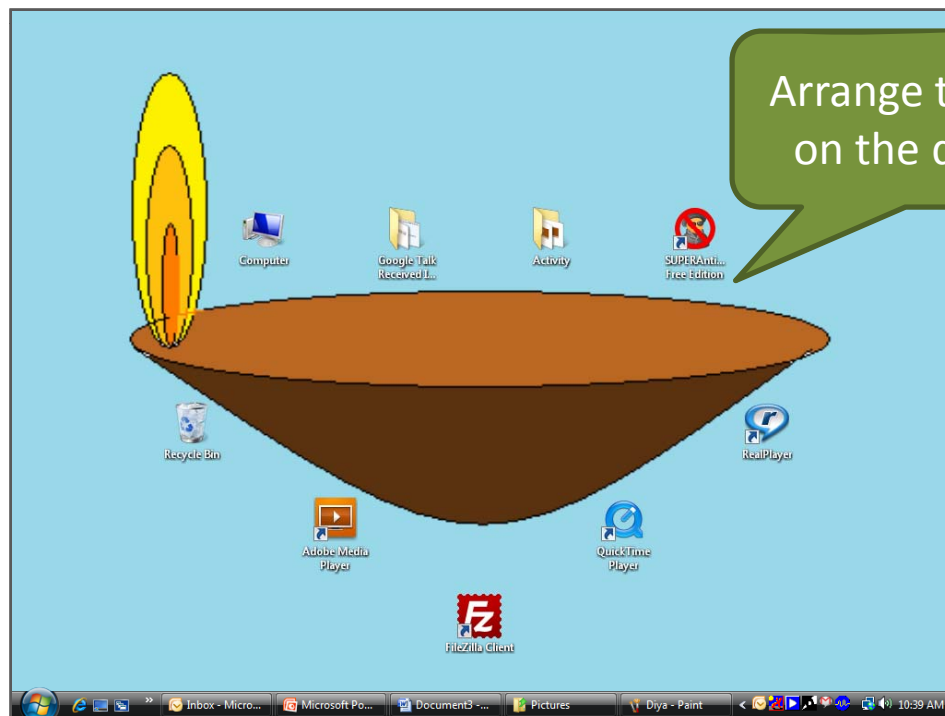 Arrange t
on the d
Computer
Google Talk
Received I...
Activity
SUPERAnti...
Free Edition
Recycle Bin
RealPlayer
Adobe Media
Player
QuickTime
Player
FileZilla Client
Inbox - Micro...
Microsoft Po...
Document3 -...
Pictures
Diya - Paint
10:39 AM